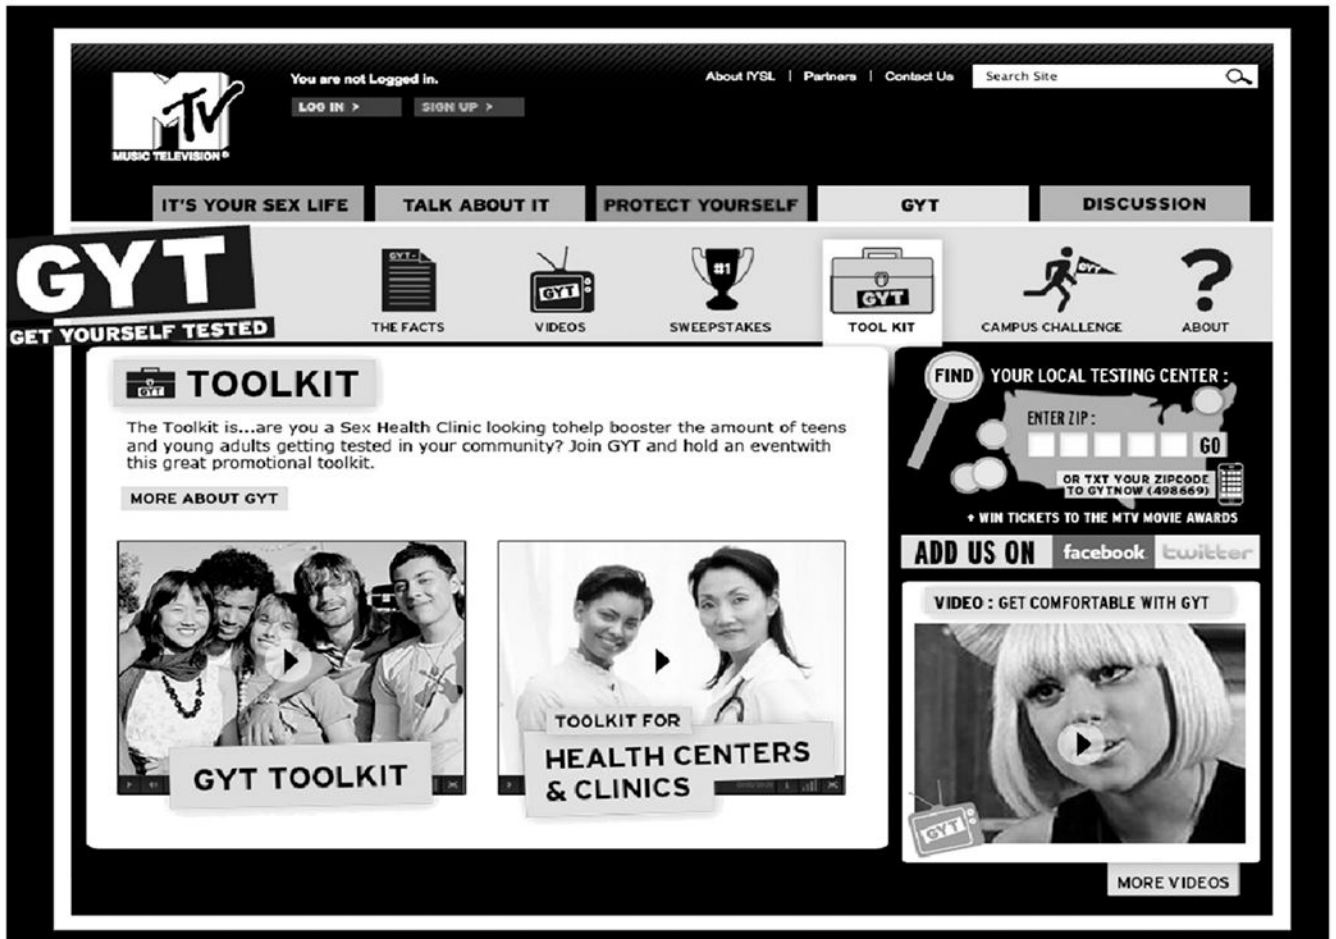 MTV
MUSIC TELEVISION®
You are not Logged in.
LOG IN >
SIGN UP >
About IYSL | Partners | Contact Us
Search Site
IT'S YOUR SEX LIFE
TALK ABOUT IT
PROTECT YOURSELF
GYT
DISCUSSION
GYT
GET YOURSELF TESTED
GYT-
THE FACTS
GYT
VIDEOS
#1
SWEEPSTAKES
GYT
TOOL KIT
GYT
CAMPUS CHALLENGE
?
ABOUT
GYT
TOOLKIT
The Toolkit is...are you a Sex Health Clinic looking tohelp booster the amount of teens
and young adults getting tested in your community? Join GYT and hold an eventwith
this great promotional toolkit.
MORE ABOUT GYT
GYT TOOLKIT
TOOLKIT FOR
HEALTH CENTERS
& CLINICS
FIND YOUR LOCAL TESTING CENTER :
ENTER ZIP :
GO
OR TXT YOUR ZIPCODE
TO GYTNOW (498669)
+ WIN TICKETS TO THE MTV MOVIE AWARDS
ADD US ON facebook twitter
VIDEO : GET COMFORTABLE WITH GYT
GYT
MORE VIDEOS